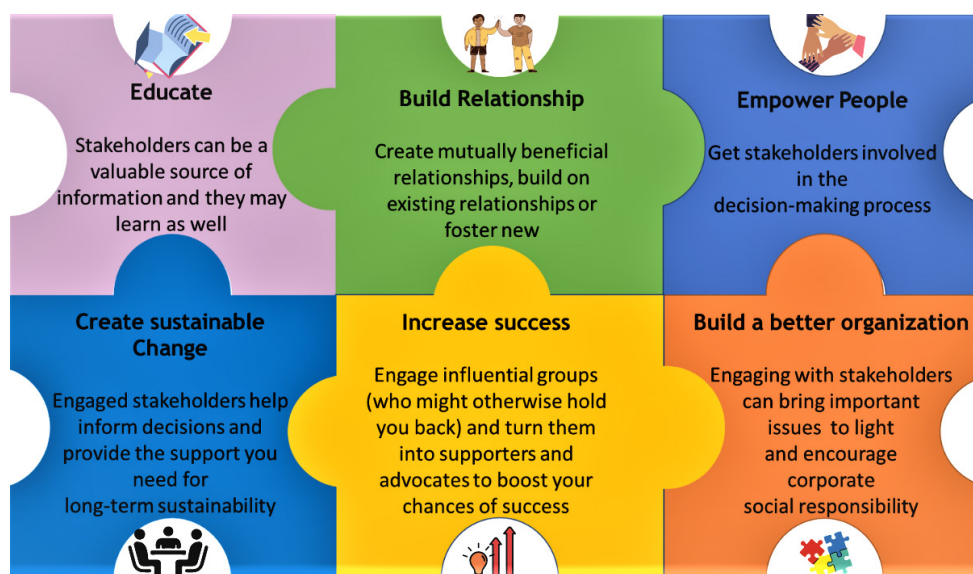 Educate
Stakeholders can be a
valuable source of
information and they may
learn as well
Build Relationship
Create mutually beneficial
relationships, build on
existing relationships or
foster new
Empower People
Get stakeholders involved
in the
decision-making process
Create sustainable
Change
Engaged stakeholders help
inform decisions and
provide the support you
need for
long-term sustainability
Increase success
Engage influential groups
(who might otherwise hold
you back) and turn them
into supporters and
advocates to boost your
chances of success
Build a better organization
Engaging with stakeholders
can bring important
issues to light
and encourage
corporate
social responsibility